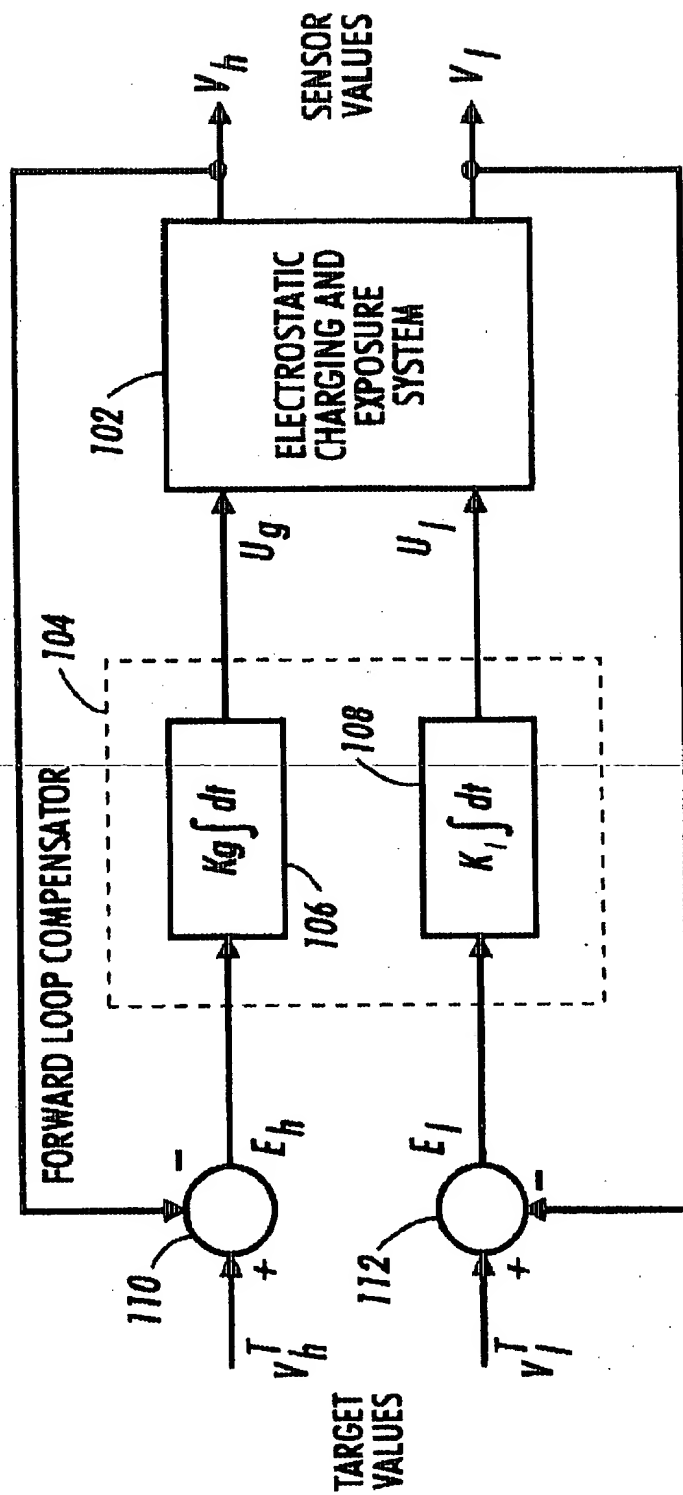 FORWARD LOOP COMPENSATOR
104
102
TARGET
VALUES
V_h^T
+
-
110
E_h
Kg∫dt
106
U_g
ELECTROSTATIC
CHARGING AND
EXPOSURE
SYSTEM
V_h
SENSOR
VALUES
V_l^T
+
-
112
E_l
K_l∫dt
108
U_l
V_l